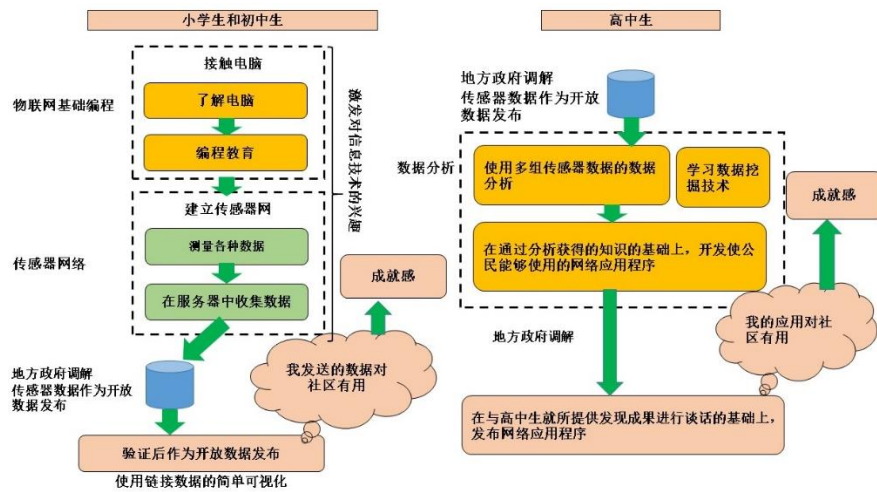 小学生和初中生
接触电脑
物联网基础编程
了解电脑
编程教育
激发对信息技术的兴趣
建立传感器网
测量各种数据
传感器网络
在服务器中收集数据
成就感
地方政府调解
传感器数据作为开放
数据发布
我发送的数据对
社区有用
验证后作为开放数据发布
使用链接数据的简单可视化
高中生
地方政府调解
传感器数据作为开放
数据发布
数据分析
使用多组传感器数据的数据
分析
学习数据挖
掘技术
成就感
在通过分析获得的知识的基础上，开发使公
民能够使用的网络应用程序
地方政府调解
我的应用对社
区有用
在与高中生就所提供发现成果进行谈话的基础上，
发布网络应用程序